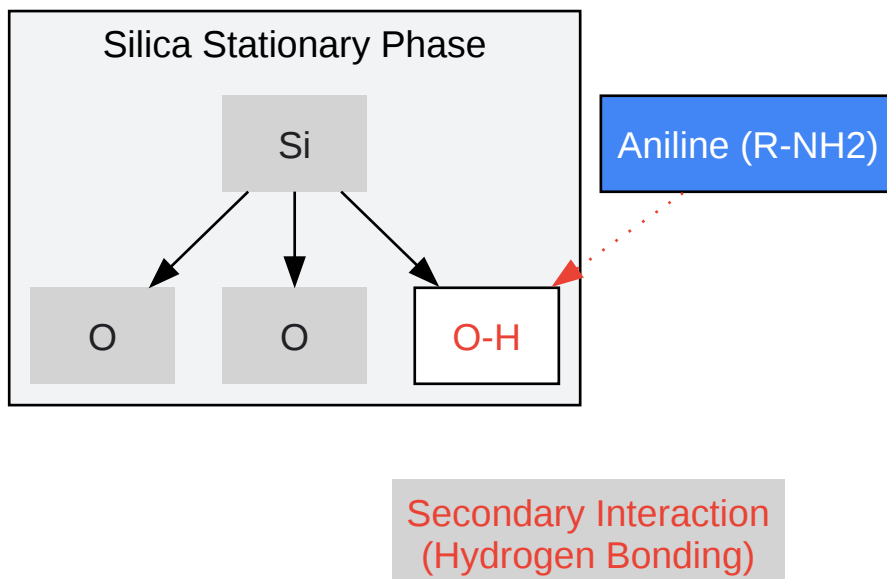 Silica Stationary Phase
Si
Aniline (R-NH2)
O
O
O-H
Secondary Interaction
(Hydrogen Bonding)